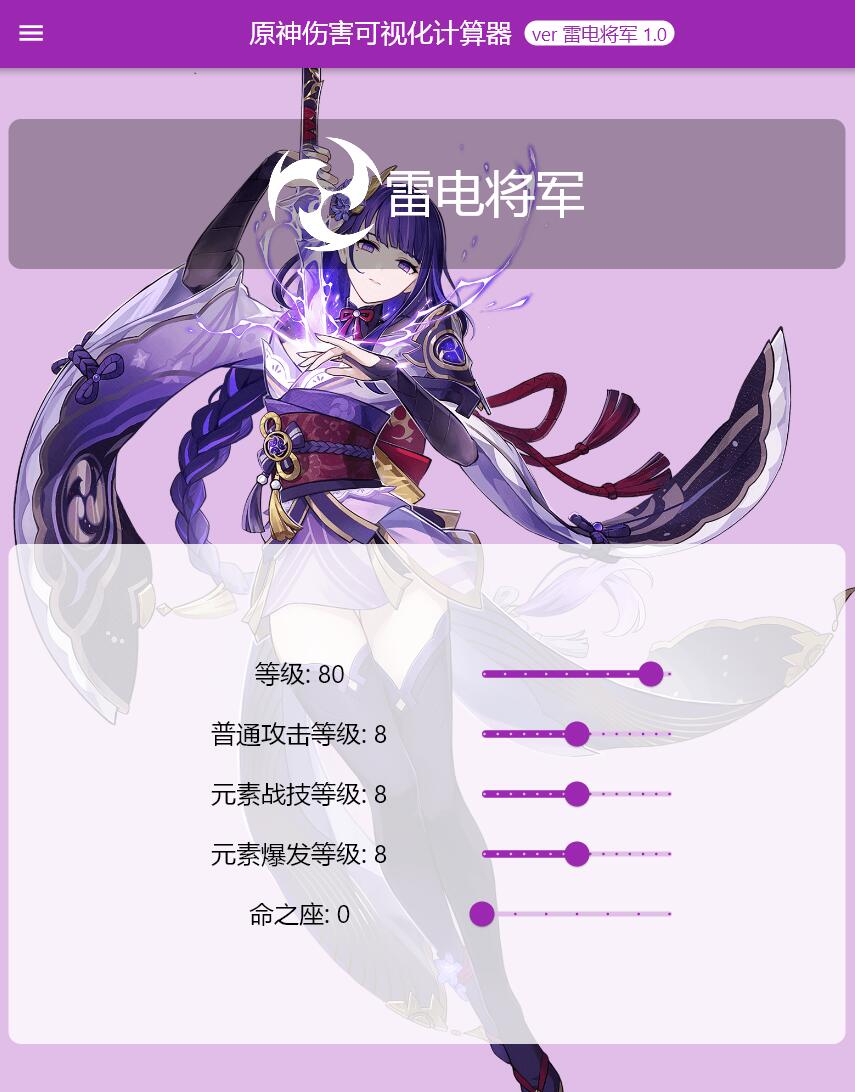 原神伤害可视化计算器 ver 雷电将军 1.0
雷电将军
等级: 80
普通攻击等级: 8
元素战技等级: 8
元素爆发等级: 8
命之座: 0